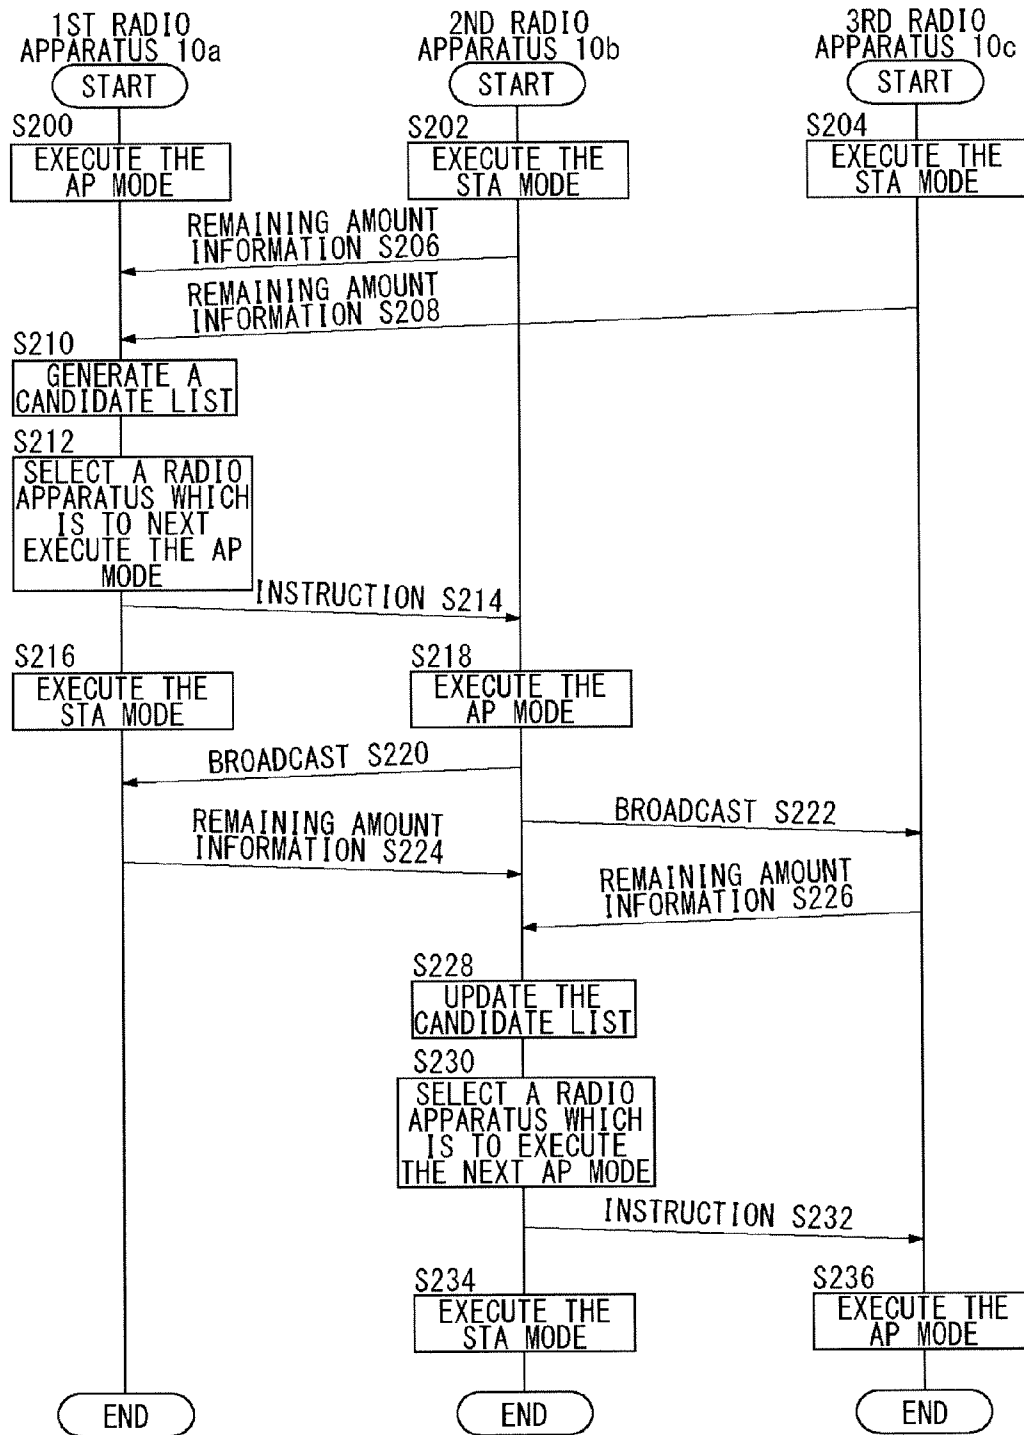 1ST RADIO
APPARATUS 10a
2ND RADIO
APPARATUS 10b
3RD RADIO
APPARATUS 10c
START
START
START
S200
EXECUTE THE
AP MODE
S202
EXECUTE THE
STA MODE
S204
EXECUTE THE
STA MODE
REMAINING AMOUNT
INFORMATION S206
REMAINING AMOUNT
INFORMATION S208
S210
GENERATE A
CANDIDATE LIST
S212
SELECT A RADIO
APPARATUS WHICH
IS TO NEXT
EXECUTE THE AP
MODE
INSTRUCTION S214
S216
EXECUTE THE
STA MODE
S218
EXECUTE THE
AP MODE
BROADCAST S220
BROADCAST S222
REMAINING AMOUNT
INFORMATION S224
REMAINING AMOUNT
INFORMATION S226
S228
UPDATE THE
CANDIDATE LIST
S230
SELECT A RADIO
APPARATUS WHICH
IS TO EXECUTE
THE NEXT AP MODE
INSTRUCTION S232
S234
EXECUTE THE
STA MODE
S236
EXECUTE THE
AP MODE
END
END
END